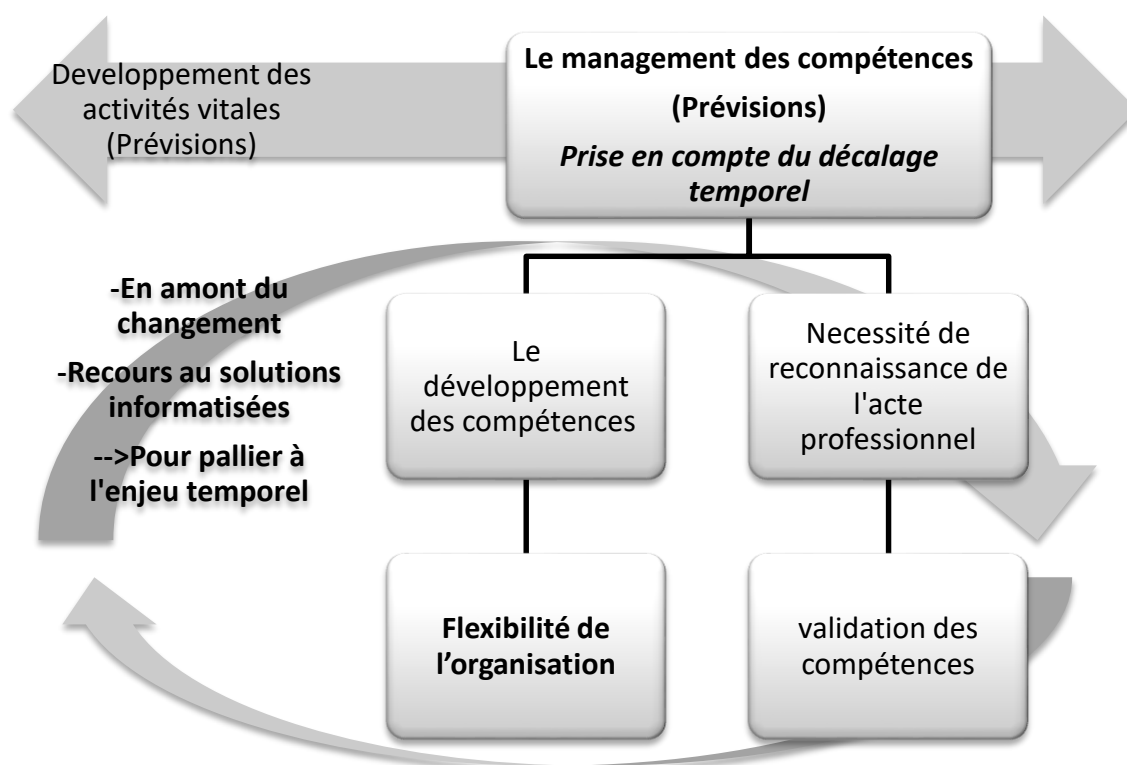 Developpement des
activités vitales
(Prévisions)
Le management des compétences
(Prévisions)
Prise en compte du décalage
temporel
-En amont du
changement
-Recours au solutions
informatisées
-->Pour pallier à
l'enjeu temporel
Le
développement
des compétences
Necessité de
reconnaissance de
l'acte
professionnel
Flexibilité de
l’organisation
validation des
compétences